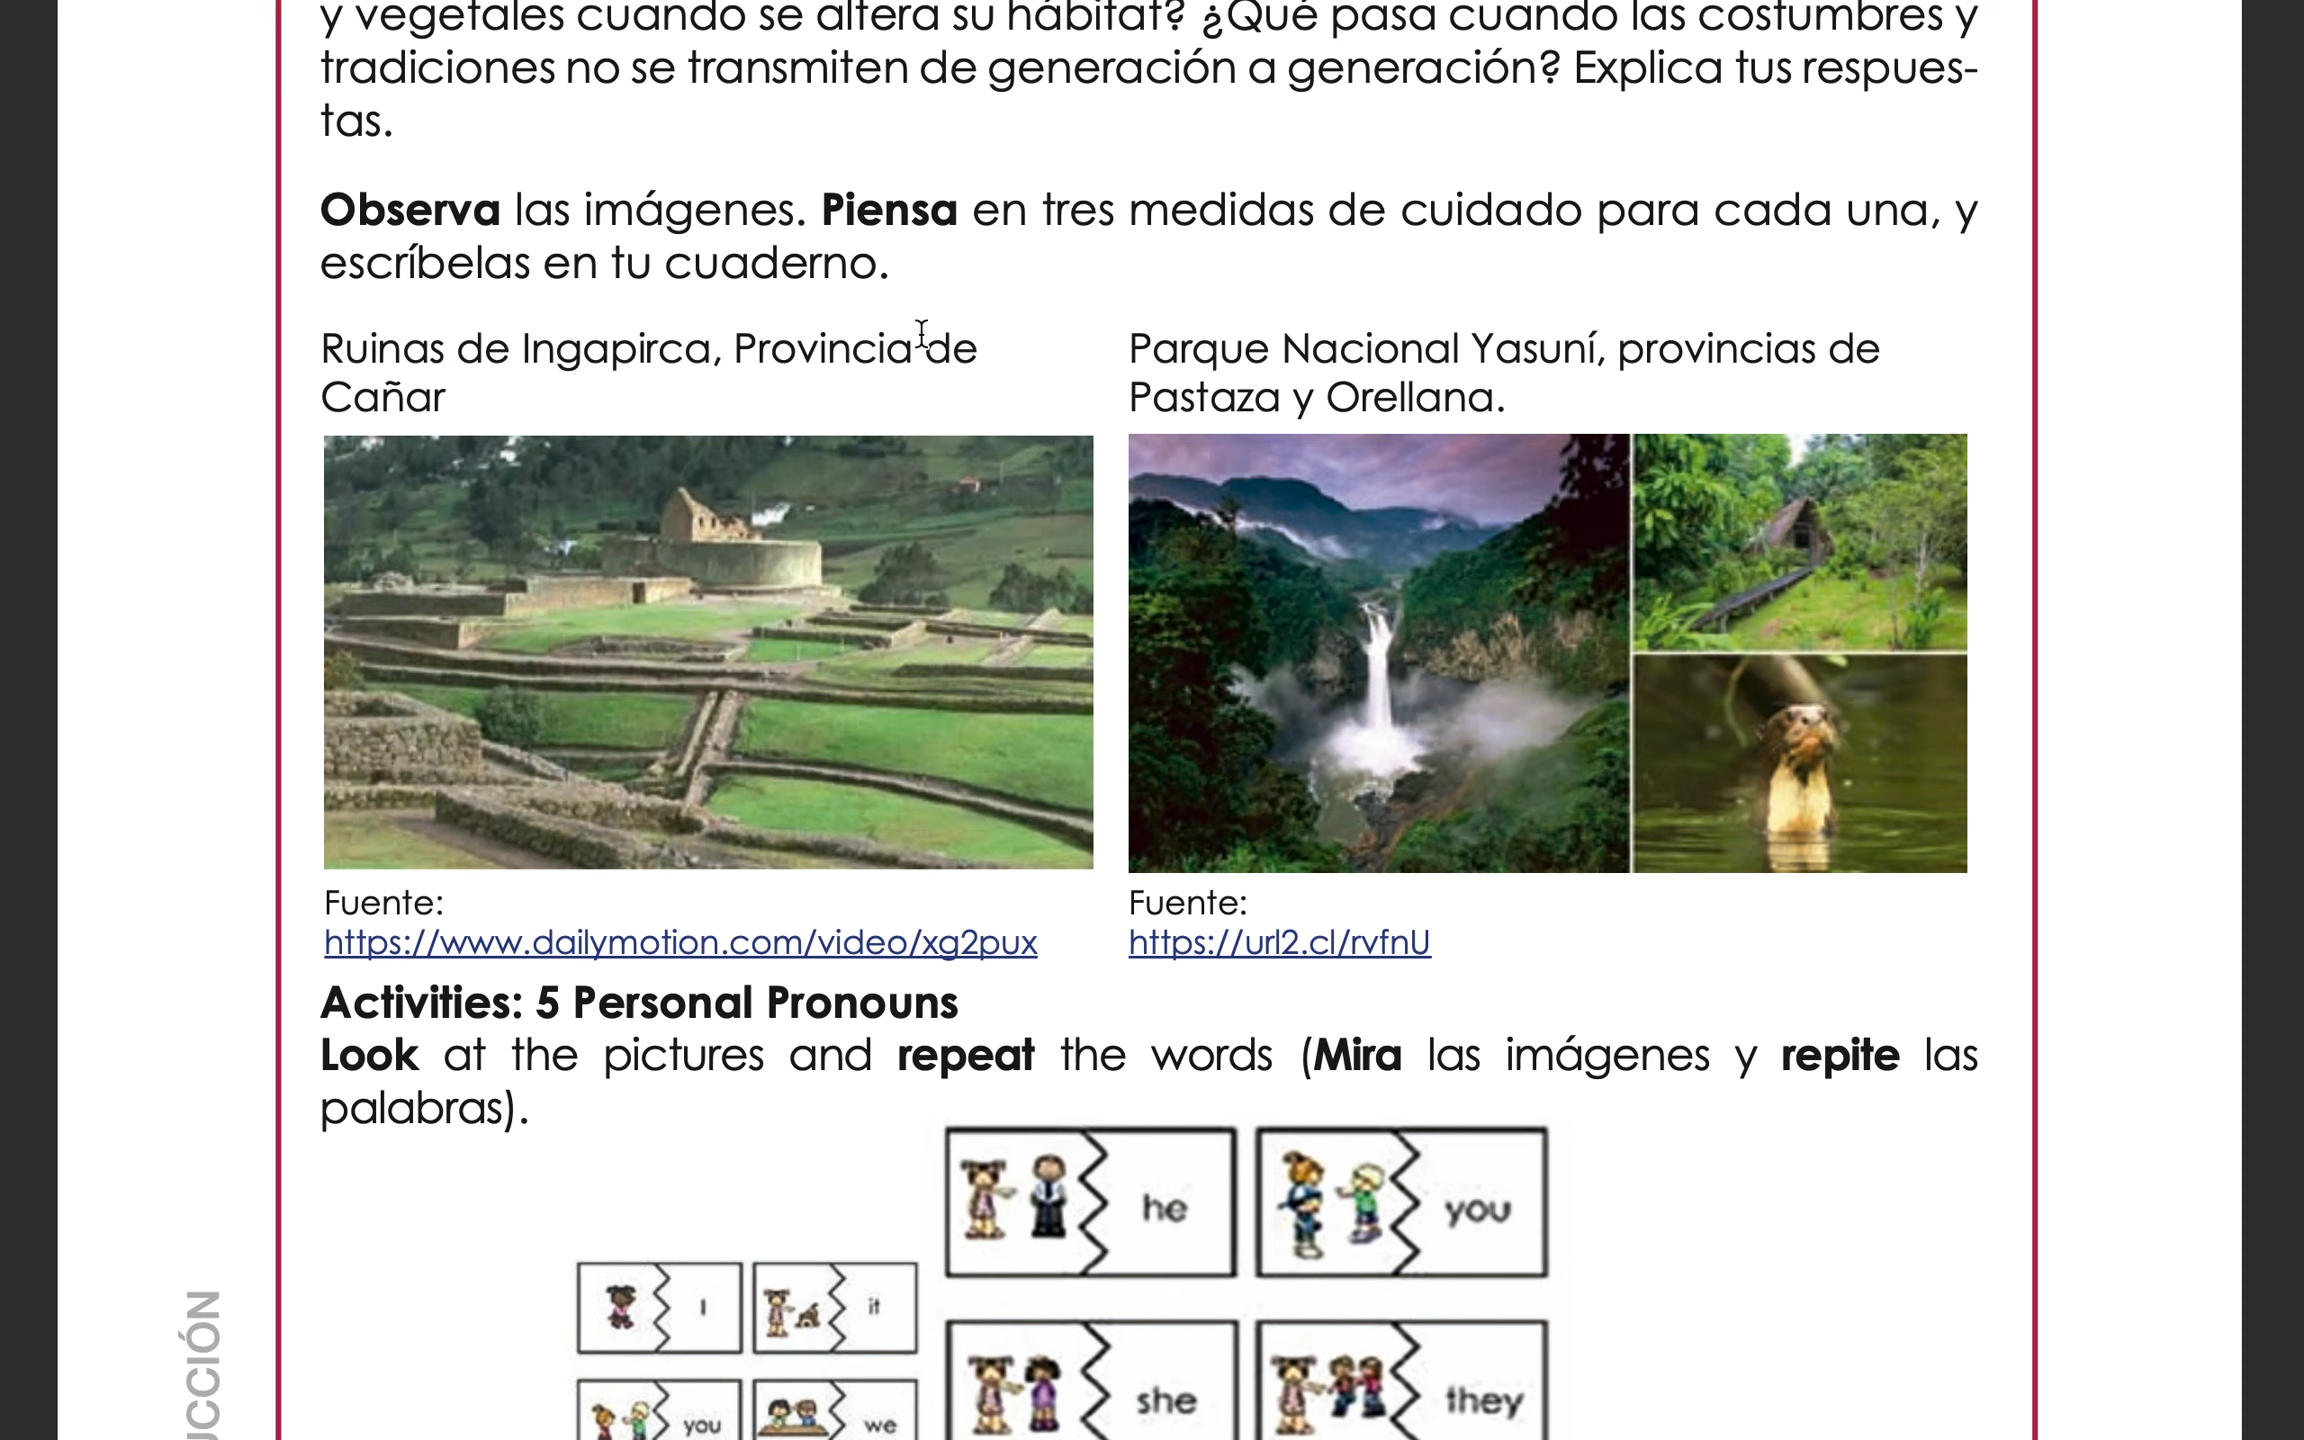 y vegetales cuando se altera su hábitat? ¿Qué pasa cuando las costumbres y
tradiciones no se transmiten de generación a generación? Explica tus respues-
tas.
Observa las imágenes. Piensa en tres medidas de cuidado para cada una, y
escríbelas en tu cuaderno.
Ruinas de Ingapirca, Provincia de
Cañar
Parque Nacional Yasuní, provincias de
Pastaza y Orellana.
Fuente:
https://www.dailymotion.com/video/xg2pux
Fuente:
https://url2.cl/rvfnU
Activities: 5 Personal Pronouns
Look at the pictures and repeat the words (Mira las imágenes y repite las
palabras).
he
you
I
it
she
they
you
we
UCCIÓN